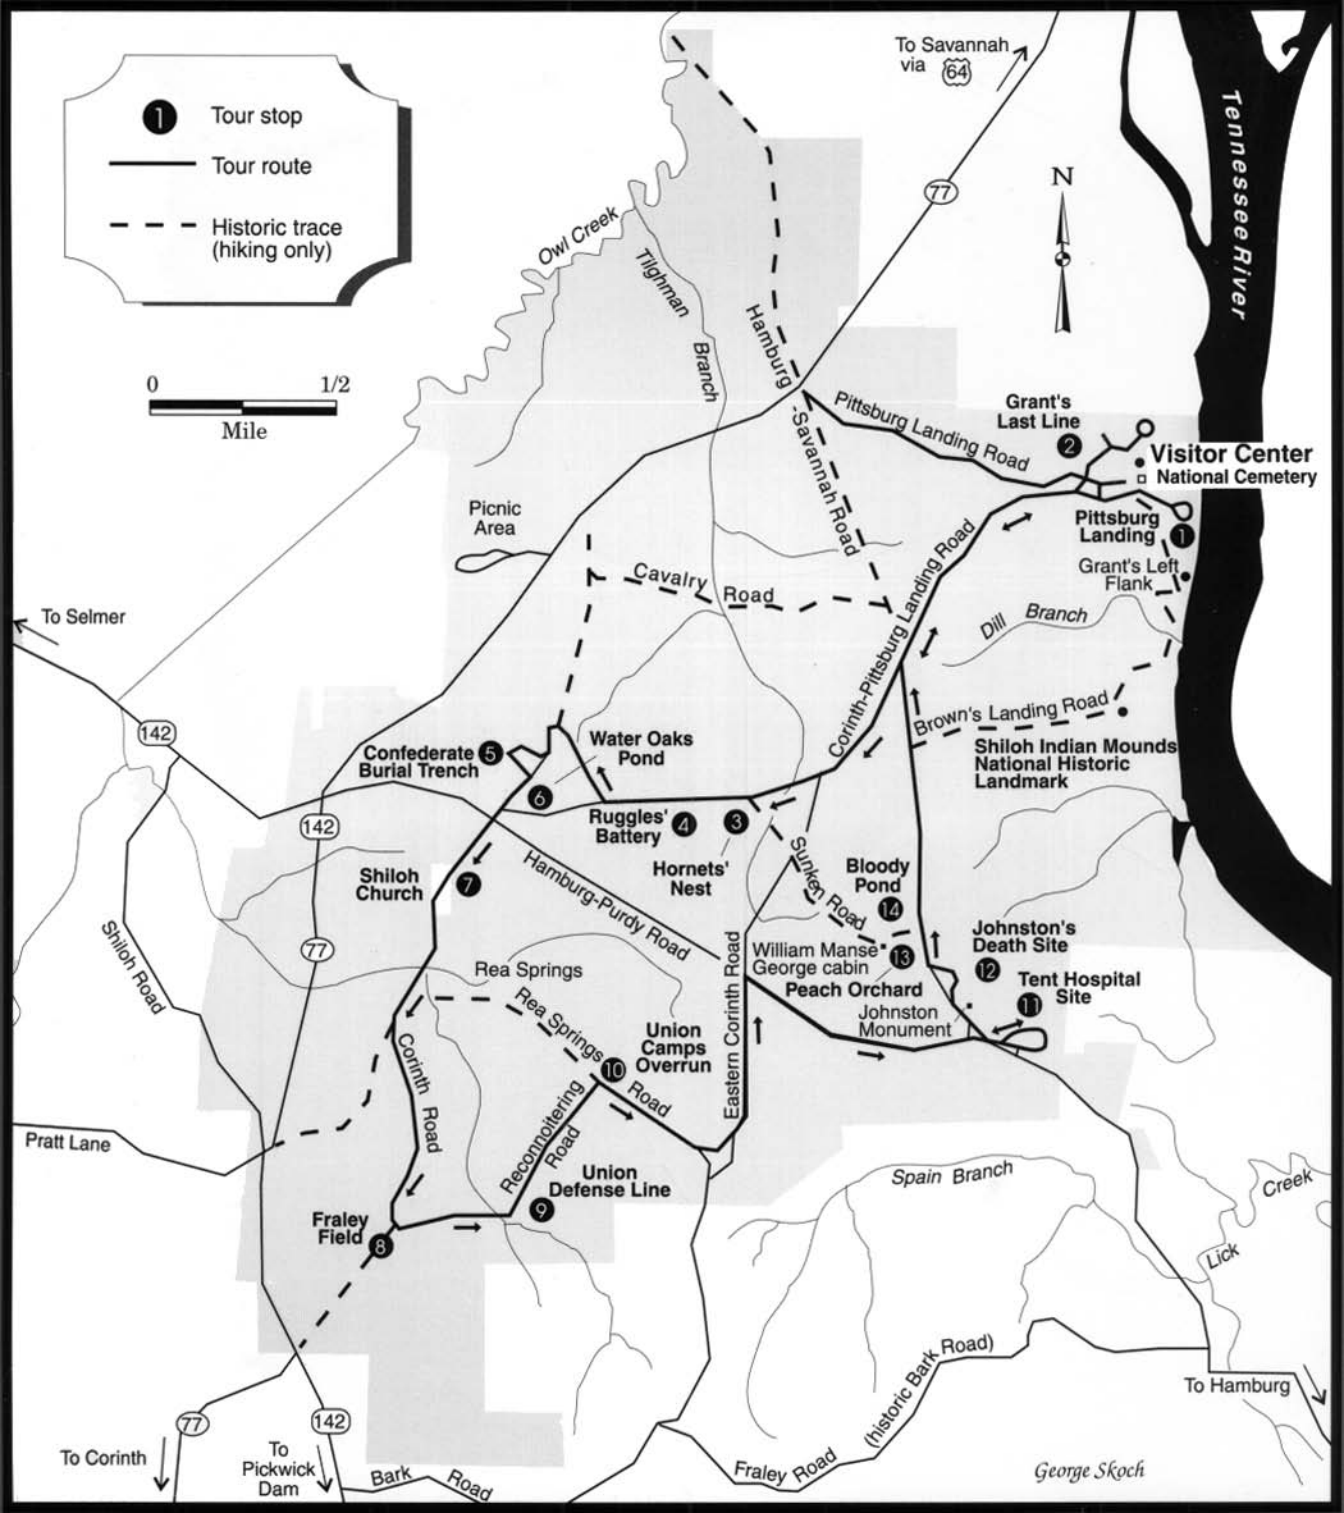 1
Tour stop
Tour route
Historic trace
(hiking only)
0
1/2
Mile
To Savannah
via
64
77
N
Tennessee River
Owl Creek
Tilghman
Branch
Hamburg
-Savannah Road
Pittsburg Landing Road
Grant's
Last Line
2
Visitor Center
National Cemetery
Pittsburg
Landing
1
Grant's Left
Flank
Picnic
Area
Cavalry
Road
Corinth-Pittsburg Landing Road
Dill
Branch
To Selmer
142
Brown's Landing Road
Shiloh Indian Mounds
National Historic
Landmark
Confederate
Burial Trench
5
Water Oaks
Pond
6
Ruggles'
Battery
4
3
Hornets'
Nest
142
Shiloh
Church
7
Hamburg-Purdy Road
Sunken Road
Bloody
Pond
14
77
Shiloh Road
Johnston's
Death Site
12
William Manse
George cabin
13
Peach Orchard
Tent Hospital
Site
11
Johnston
Monument
Rea Springs
Rea Springs
Road
Union
Camps
Overrun
10
Eastern Corinth Road
Corinth
Road
Reconnoitering
Road
Pratt Lane
Union
Defense Line
9
Fraley
Field
8
Spain Branch
Lick
Creek
77
142
To Corinth
To
Pickwick
Dam
Bark
Road
Fraley Road
(historic Bark Road)
To Hamburg
George Skoch